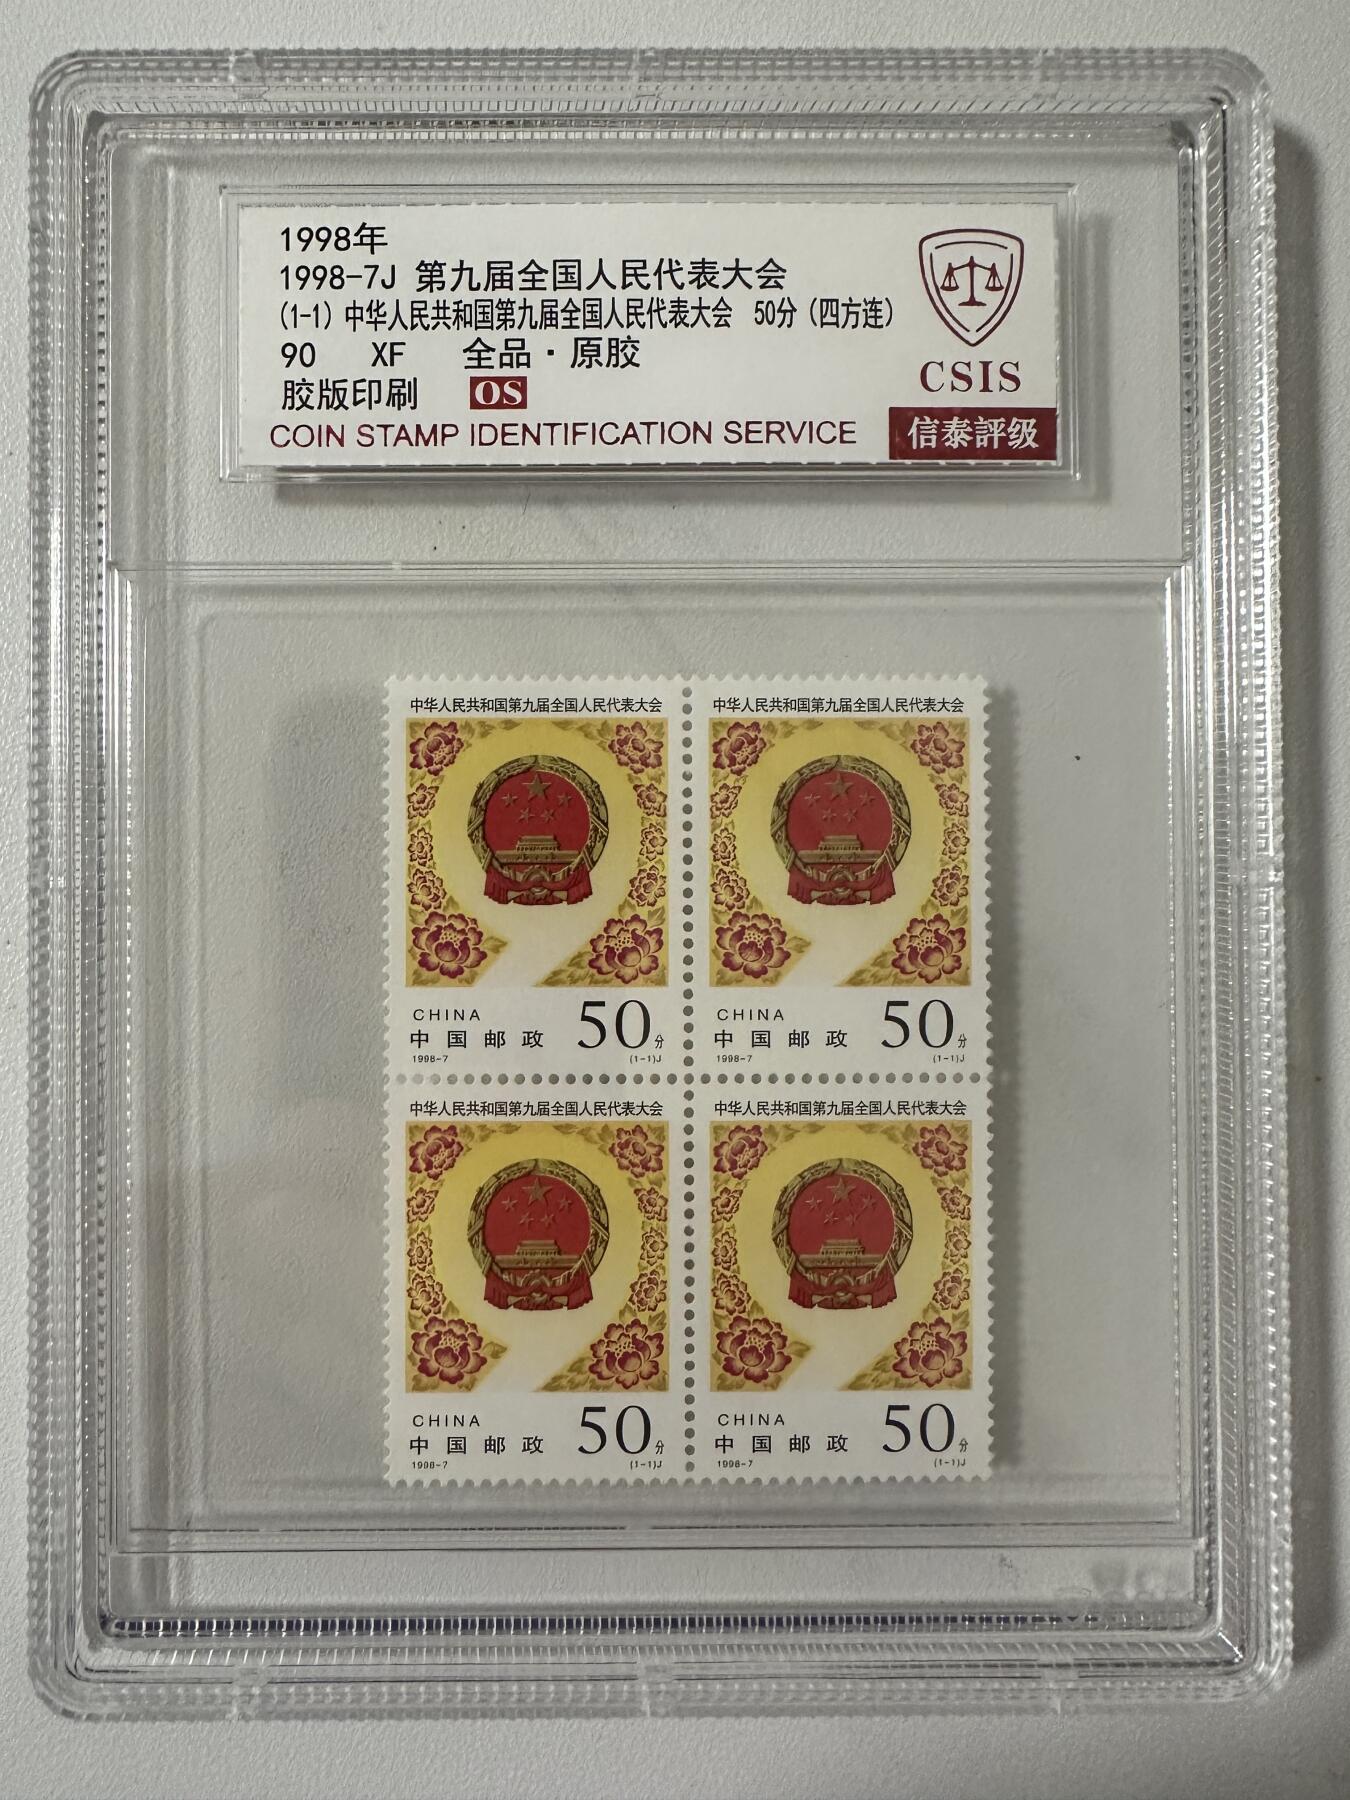 1998年
1998-7J 第九届全国人民代表大会
(1-1) 中华人民共和国第九届全国人民代表大会 50分 (四方连)
90 XF 全品·原胶
胶版印刷 OS
COIN STAMP IDENTIFICATION SERVICE
CSIS
信泰評级
中华人民共和国第九届全国人民代表大会
CHINA
中国邮政 50分
1998-7 (1-1)J
中华人民共和国第九届全国人民代表大会
CHINA
中国邮政 50分
1998-7 (1-1)J
中华人民共和国第九届全国人民代表大会
CHINA
中国邮政 50分
1998-7 (1-1)J
中华人民共和国第九届全国人民代表大会
CHINA
中国邮政 50分
1998-7 (1-1)J